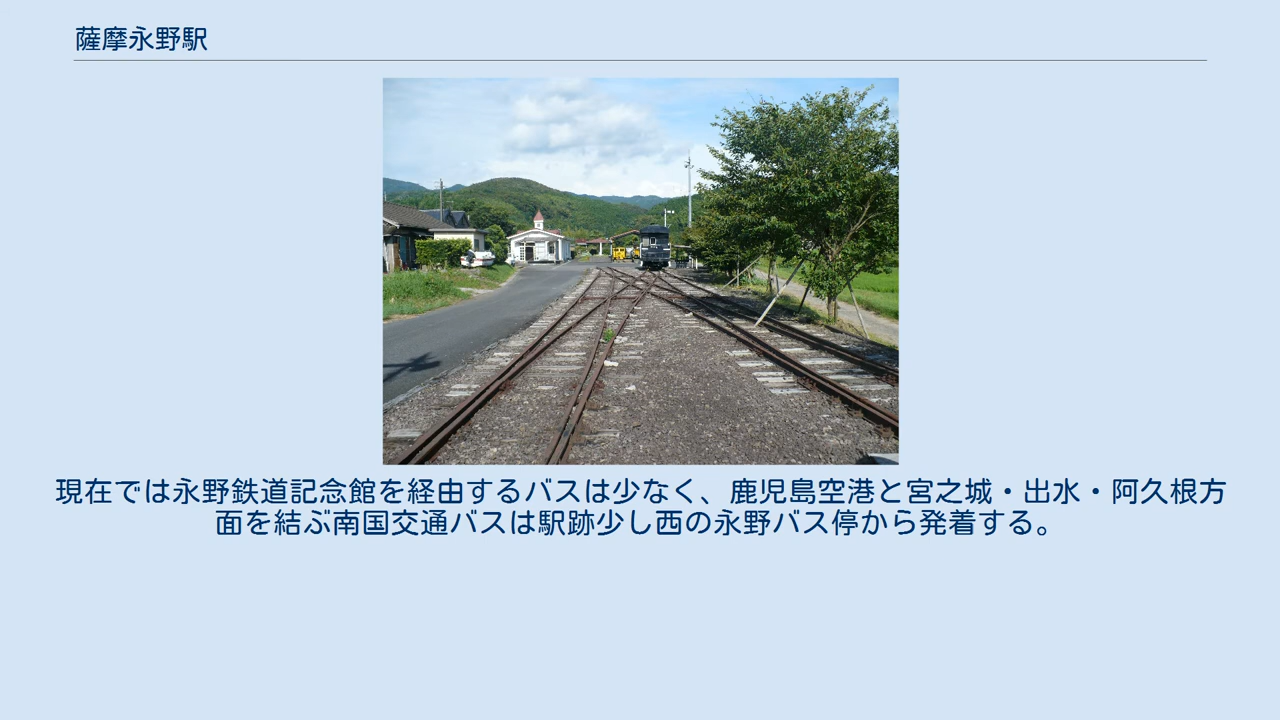 薩摩永野駅
現在では永野鉄道記念館を経由するバスは少なく、鹿児島空港と宮之城・出水・阿久根方
面を結ぶ南国交通バスは駅跡少し西の永野バス停から発着する。